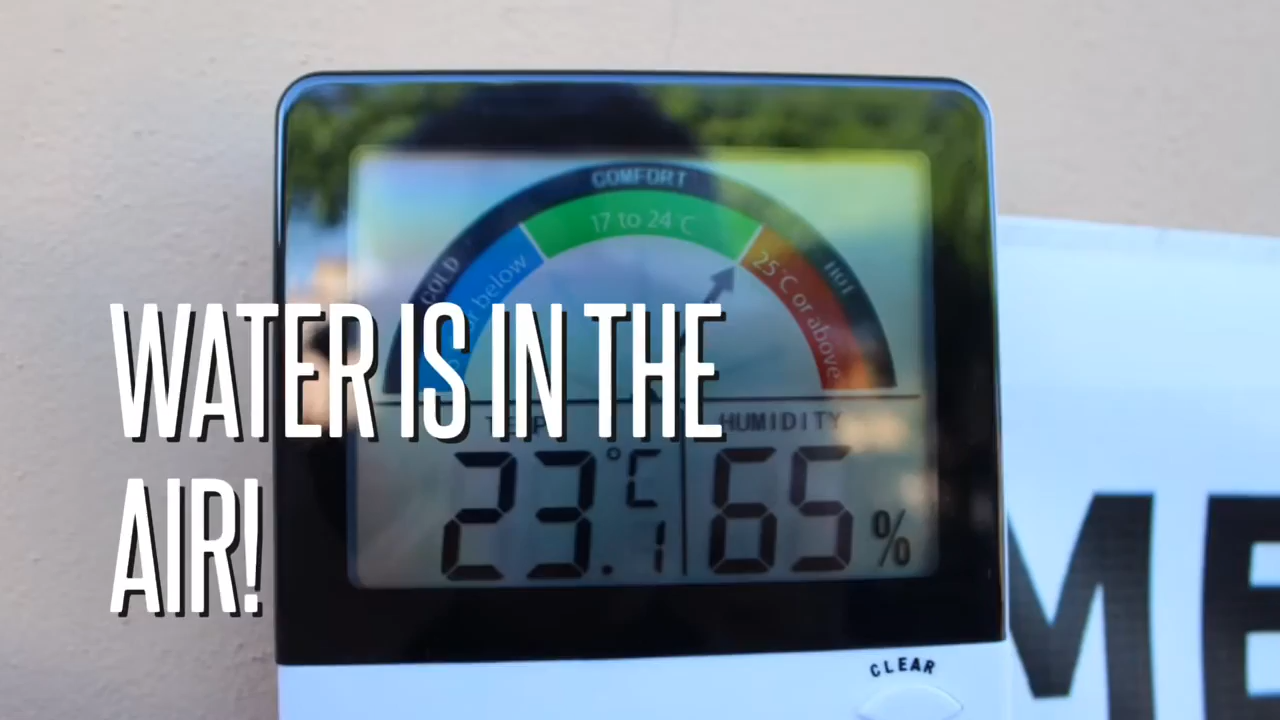 COMFORT
17 to 24°C
COLD
below
HOT
25°C or above
WATER IS IN THE
AIR!
HUMIDITY
23.1 °C
65 %
CLEAR
ME